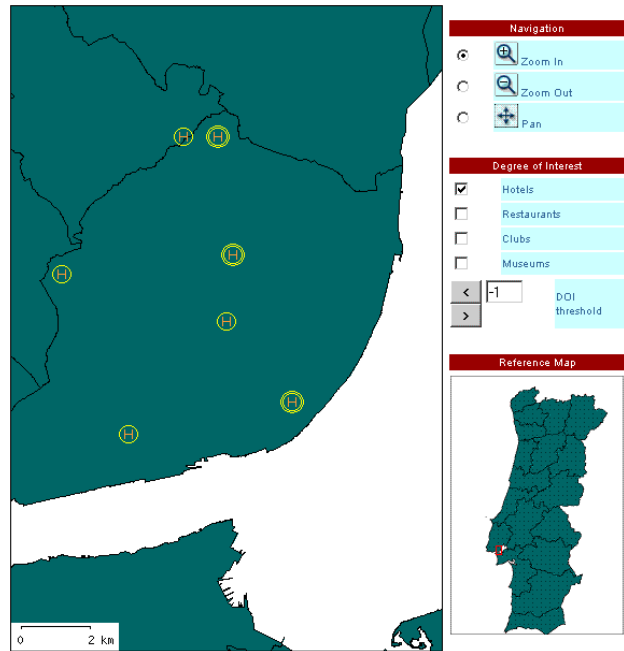 Navigation
Zoom In
Zoom Out
Pan
H H
H
H
H
H
H
Degree of Interest
Hotels
Restaurants
Clubs
Museums
< -1 DOI
> threshold
Reference Map
0 2 km